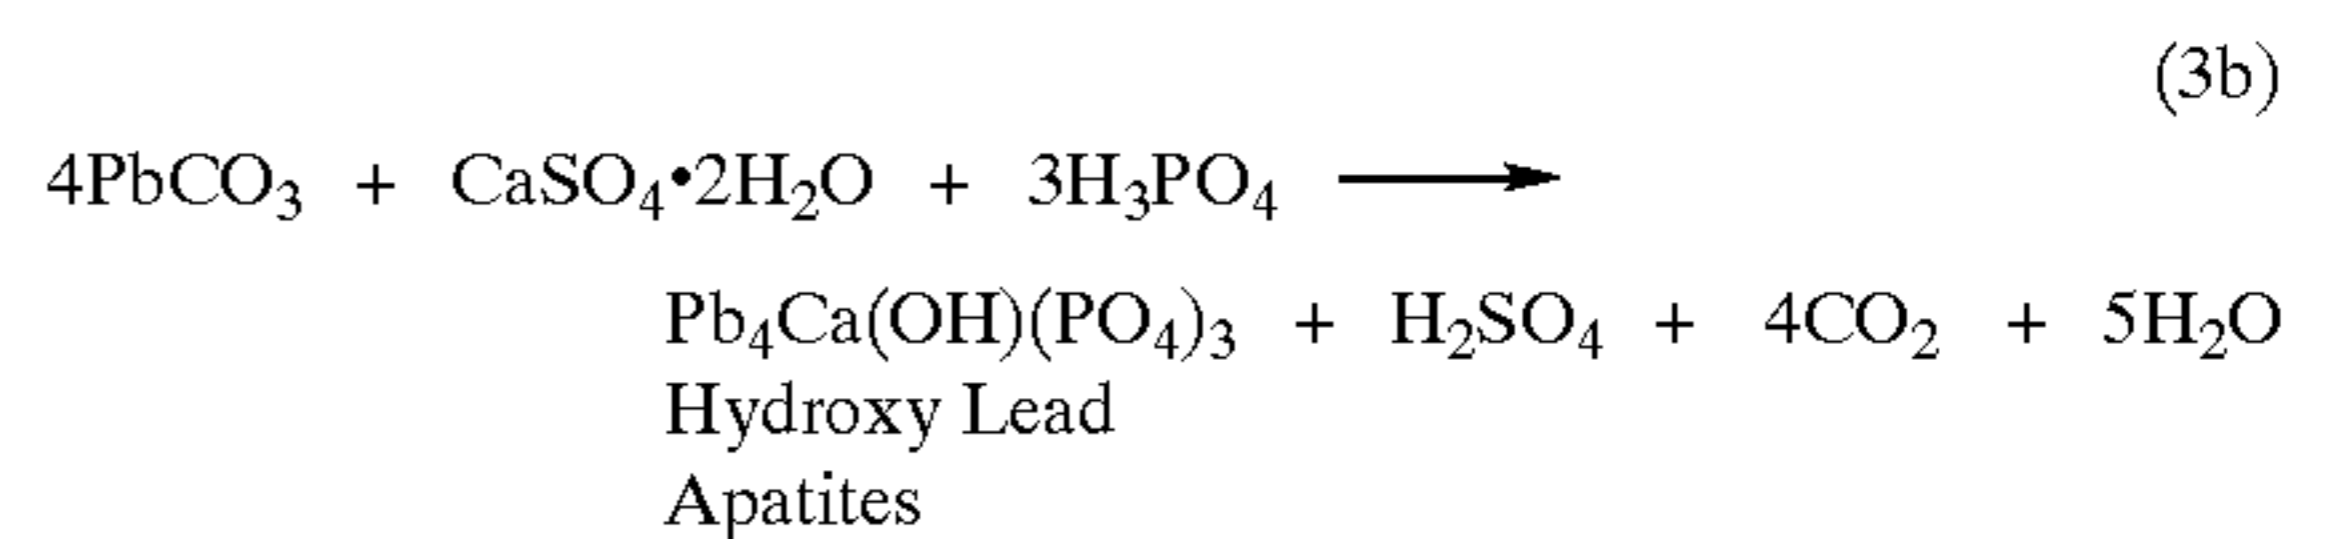 (3b)
4PbCO₃ + CaSO₄•2H₂O + 3H₃PO₄ ⟶
Pb₄Ca(OH)(PO₄)₃ + H₂SO₄ + 4CO₂ + 5H₂O
Hydroxy Lead
Apatites